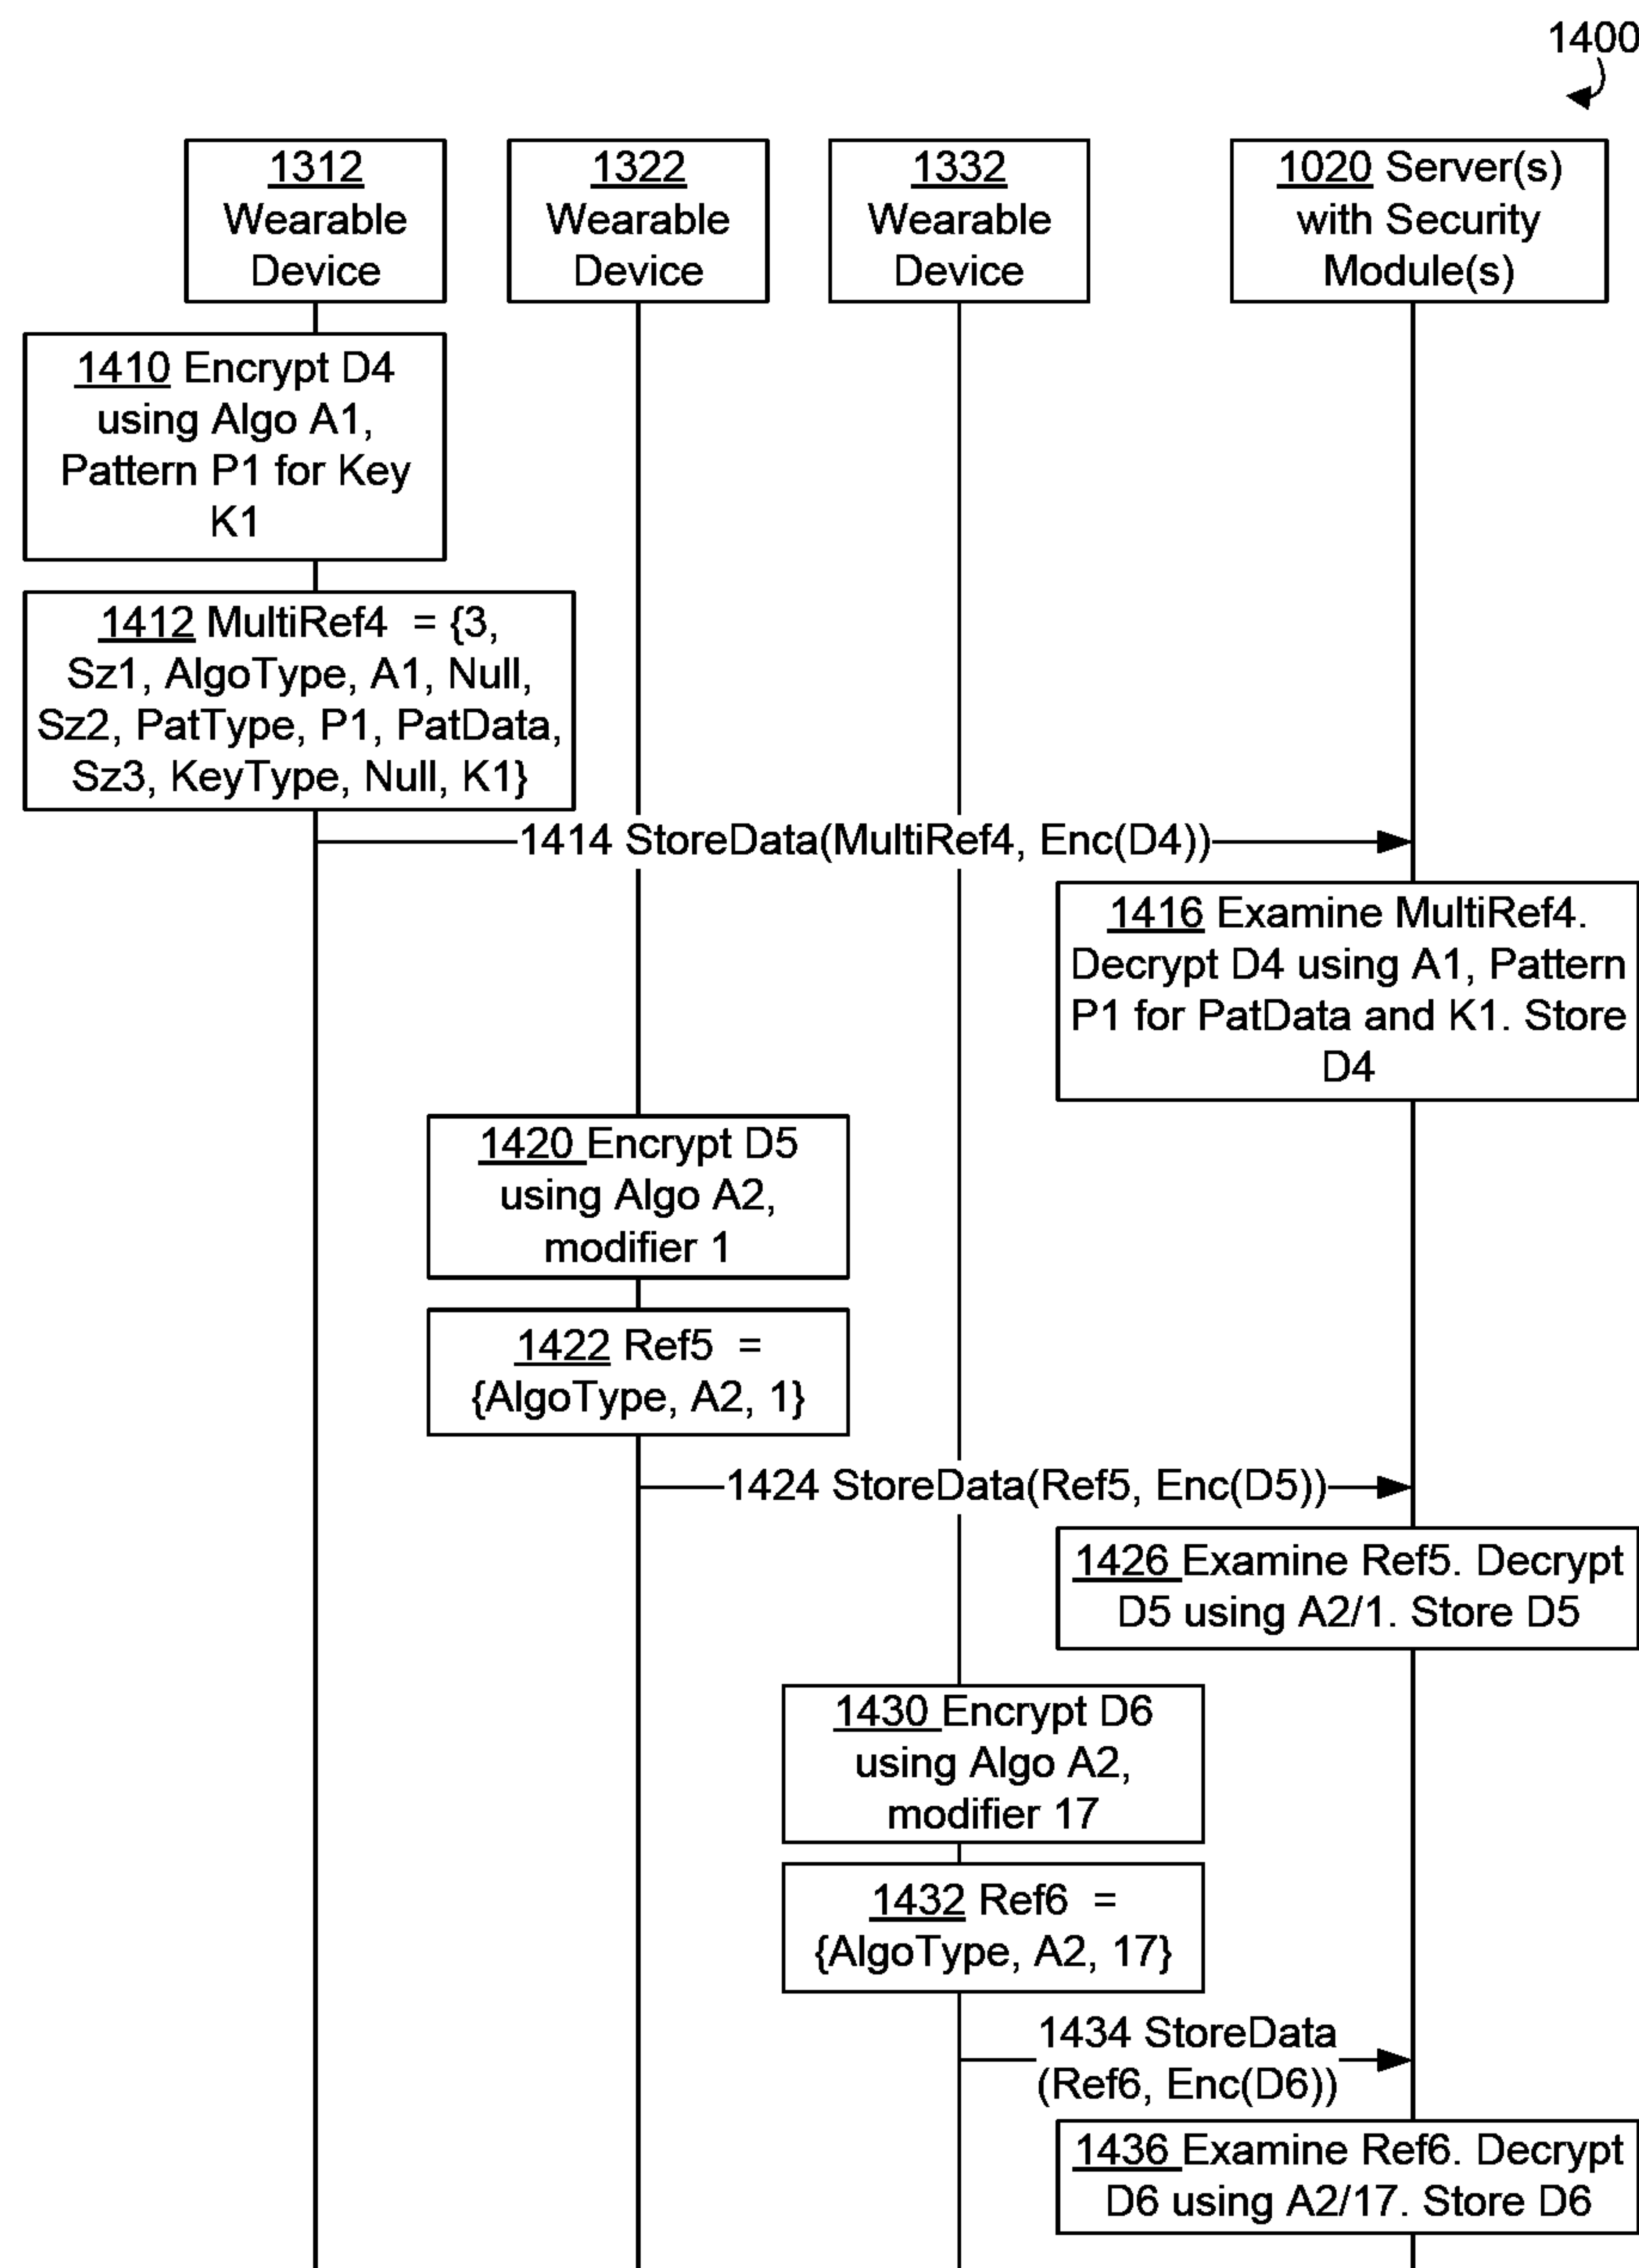 1400
1312
Wearable
Device
1322
Wearable
Device
1332
Wearable
Device
1020 Server(s)
with Security
Module(s)
1410 Encrypt D4
using Algo A1,
Pattern P1 for Key
K1
1412 MultiRef4 = {3,
Sz1, AlgoType, A1, Null,
Sz2, PatType, P1, PatData,
Sz3, KeyType, Null, K1}
1414 StoreData(MultiRef4, Enc(D4))
1416 Examine MultiRef4.
Decrypt D4 using A1, Pattern
P1 for PatData and K1. Store
D4
1420 Encrypt D5
using Algo A2,
modifier 1
1422 Ref5 =
{AlgoType, A2, 1}
1424 StoreData(Ref5, Enc(D5))
1426 Examine Ref5. Decrypt
D5 using A2/1. Store D5
1430 Encrypt D6
using Algo A2,
modifier 17
1432 Ref6 =
{AlgoType, A2, 17}
1434 StoreData
(Ref6, Enc(D6))
1436 Examine Ref6. Decrypt
D6 using A2/17. Store D6